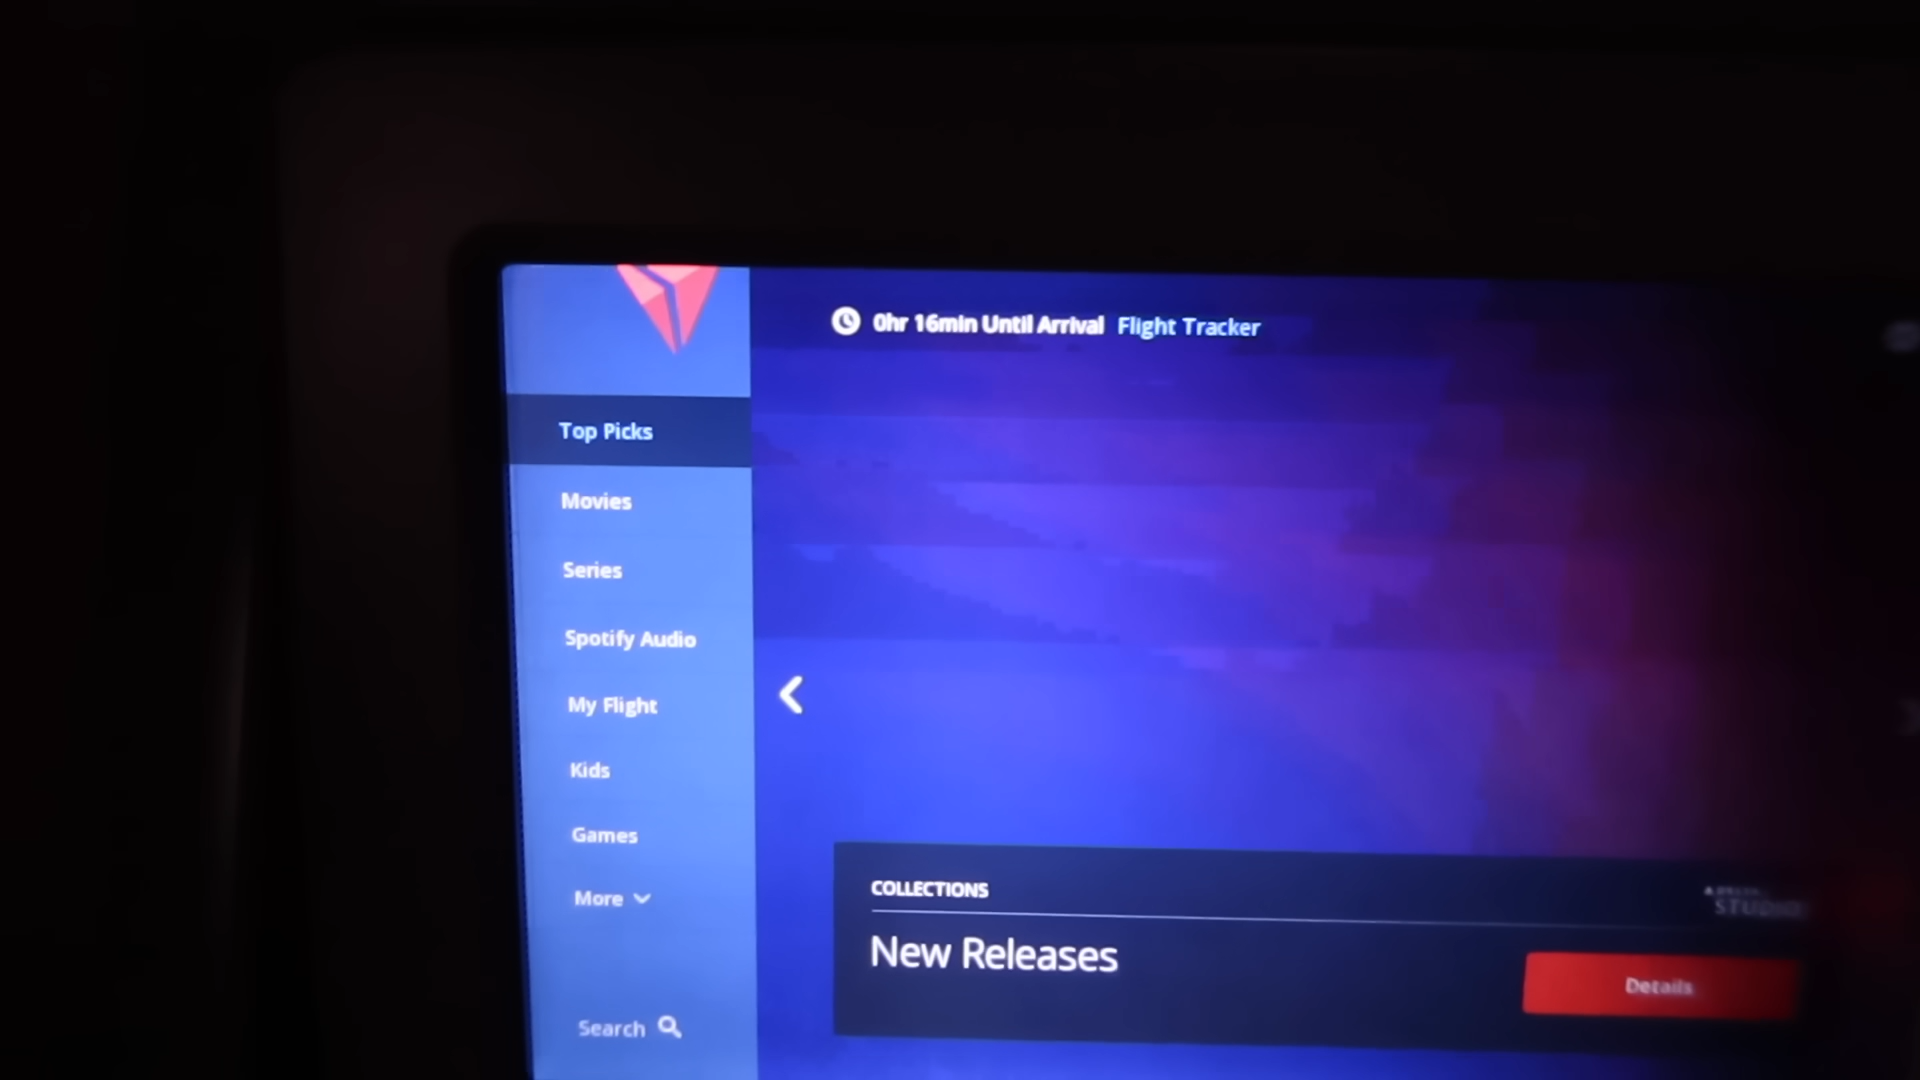 0hr 16min Until Arrival Flight Tracker
Top Picks
Movies
Series
Spotify Audio
My Flight
Kids
Games
More
Search
COLLECTIONS
STUDIO
New Releases
Details